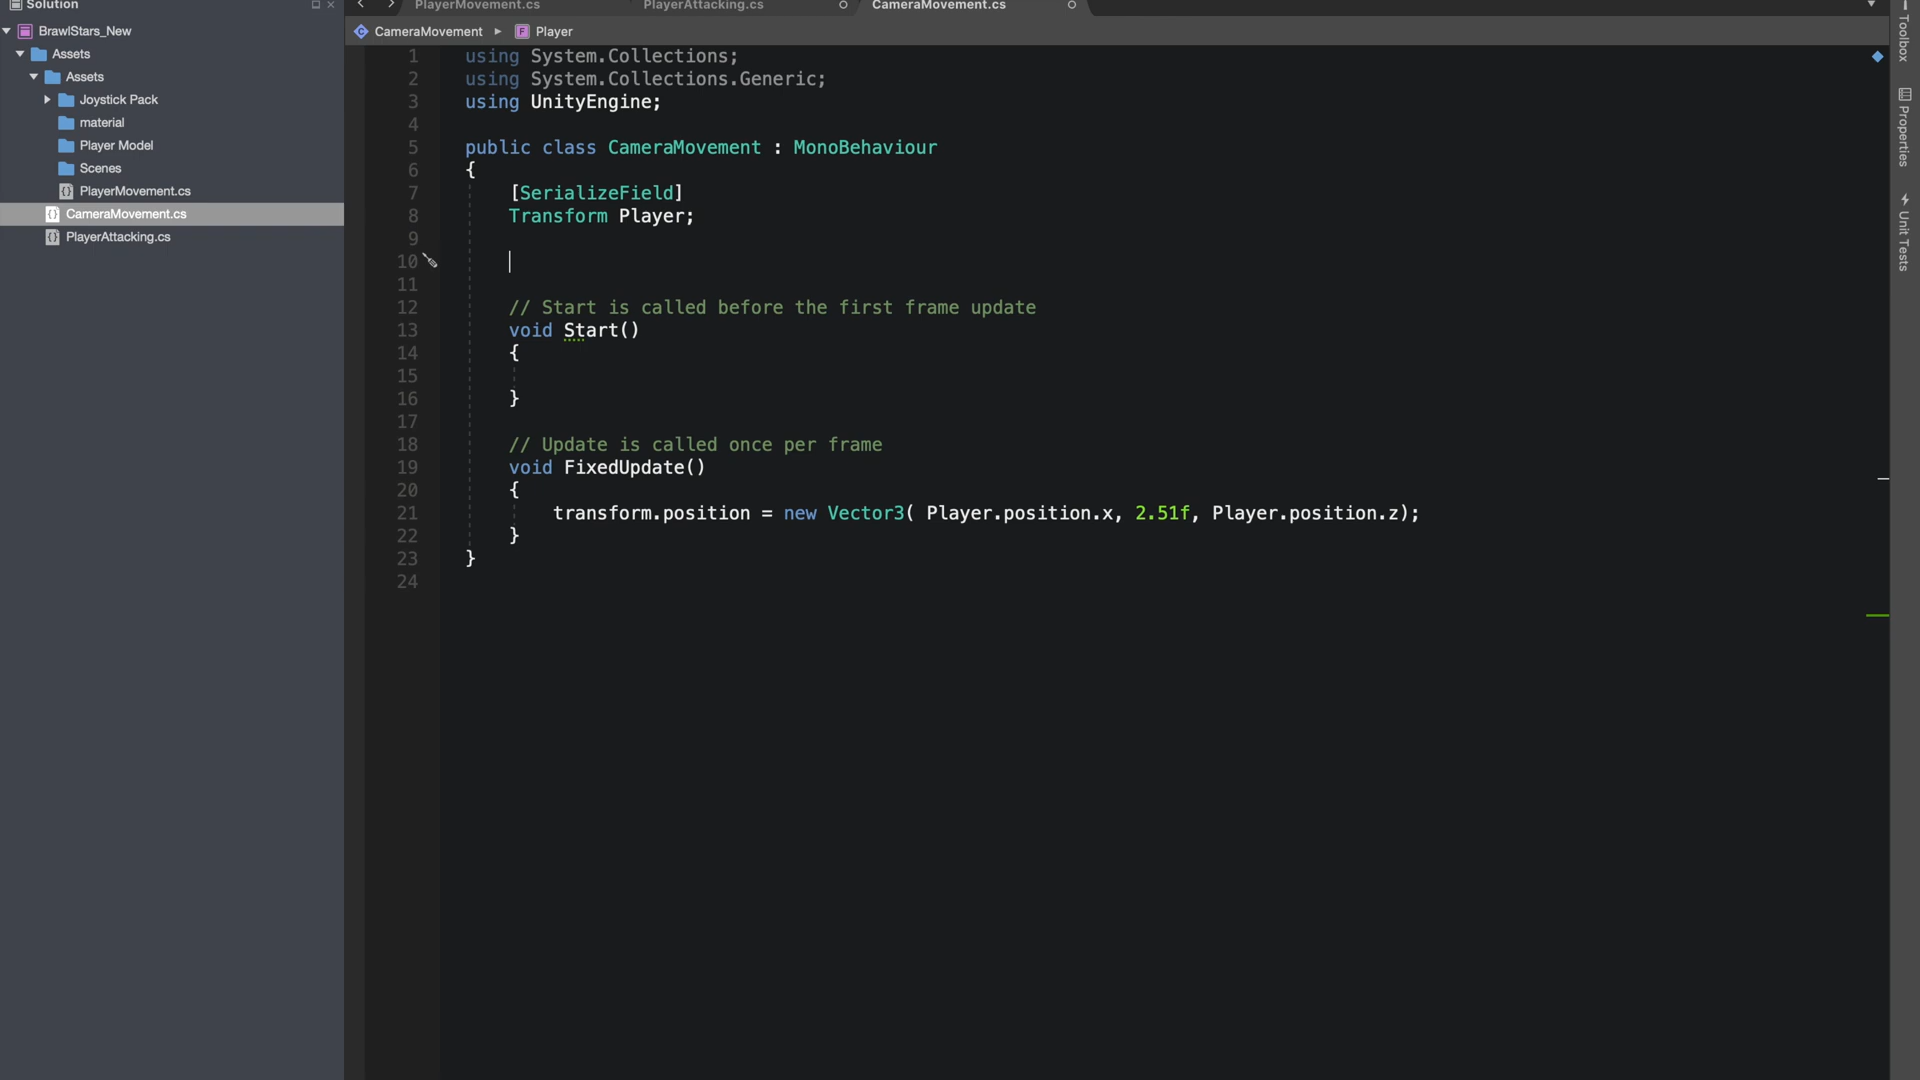 Solution
BrawlStars_New
Assets
Assets
Joystick Pack
material
Player Model
Scenes
PlayerMovement.cs
CameraMovement.cs
PlayerAttacking.cs
PlayerMovement.cs PlayerAttacking.cs CameraMovement.cs
CameraMovement Player
1 using System.Collections;
2 using System.Collections.Generic;
3 using UnityEngine;
4
5 public class CameraMovement : MonoBehaviour
6 {
7 [SerializeField]
8 Transform Player;
9
10
11
12 // Start is called before the first frame update
13 void Start()
14 {
15
16 }
17
18 // Update is called once per frame
19 void FixedUpdate()
20 {
21 transform.position = new Vector3( Player.position.x, 2.51f, Player.position.z);
22 }
23 }
24
Toolbox
Properties
Unit Tests